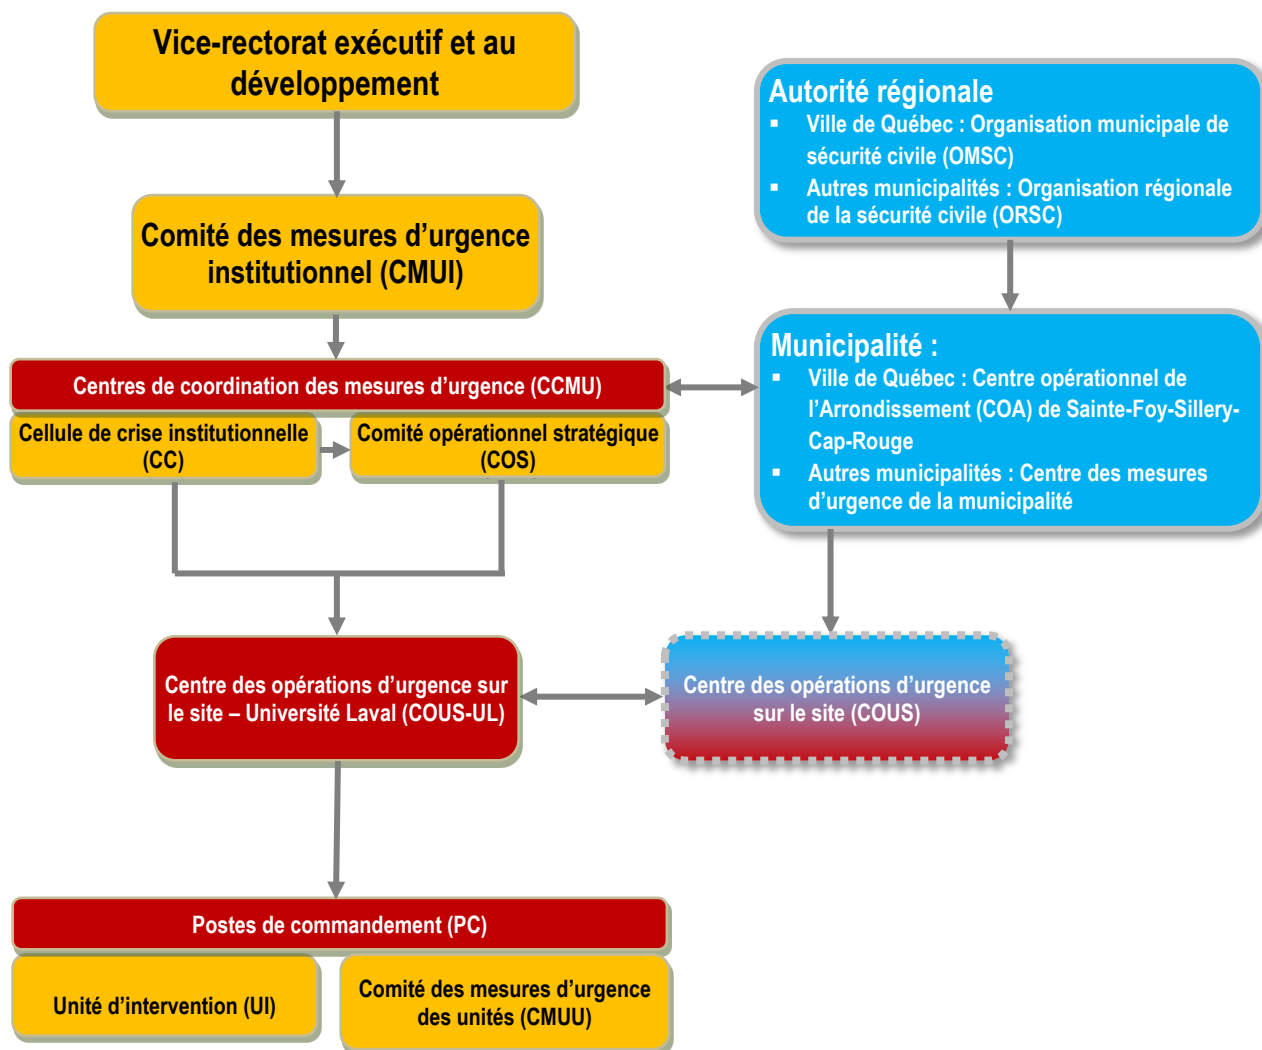 Vice-rectorat exécutif et au
développement
Comité des mesures d’urgence
institutionnel (CMUI)
Centres de coordination des mesures d’urgence (CCMU)
Cellule de crise institutionnelle
(CC)
Comité opérationnel stratégique
(COS)
Centre des opérations d’urgence sur
le site – Université Laval (COUS-UL)
Postes de commandement (PC)
Unité d’intervention (UI)
Comité des mesures d’urgence
des unités (CMUU)
Autorité régionale
▪ Ville de Québec : Organisation municipale de
sécurité civile (OMSC)
▪ Autres municipalités : Organisation régionale
de la sécurité civile (ORSC)
Municipalité :
▪ Ville de Québec : Centre opérationnel de
l’Arrondissement (COA) de Sainte-Foy-Sillery-
Cap-Rouge
▪ Autres municipalités : Centre des mesures
d’urgence de la municipalité
Centre des opérations d’urgence
sur le site (COUS)